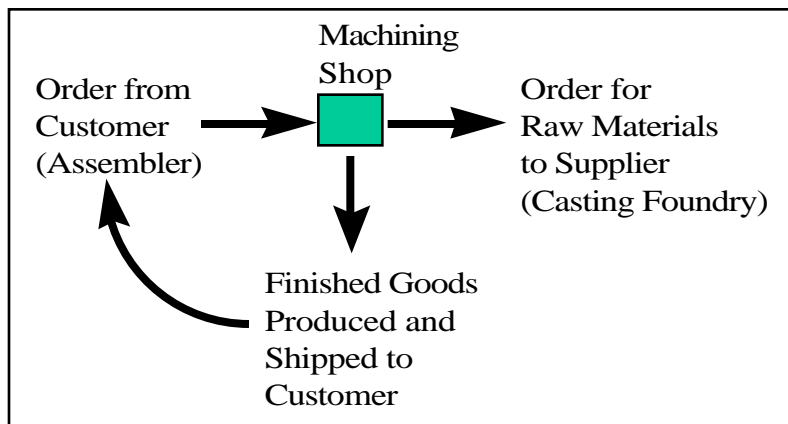 Machining
Shop
Order from
Customer
(Assembler)
Order for
Raw Materials
to Supplier
(Casting Foundry)
Finished Goods
Produced and
Shipped to
Customer